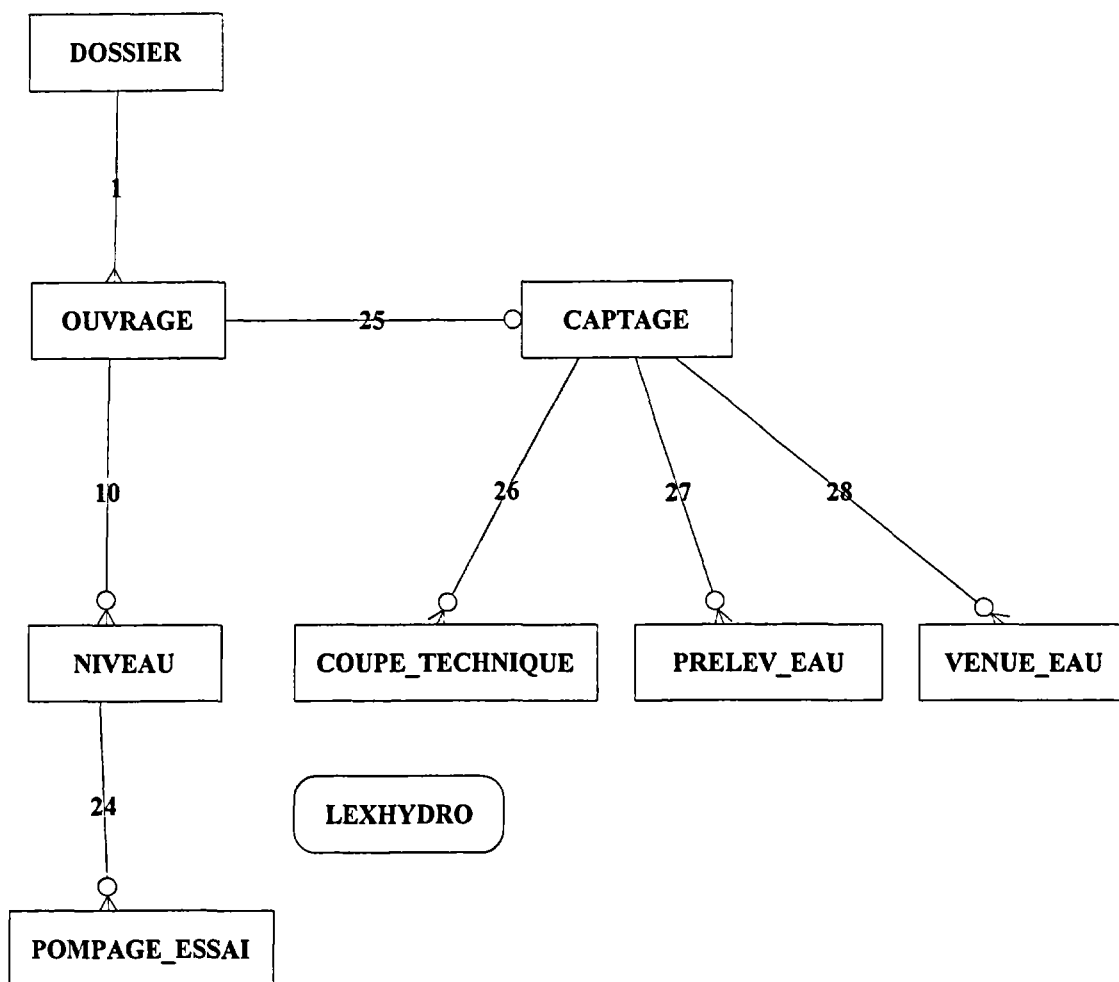 DOSSIER
1
OUVRAGE
25
CAPTAGE
10
26
27
28
NIVEAU
COUPE_TECHNIQUE
PRELEV_EAU
VENUE_EAU
24
LEXHYDRO
POMPAGE_ESSAI